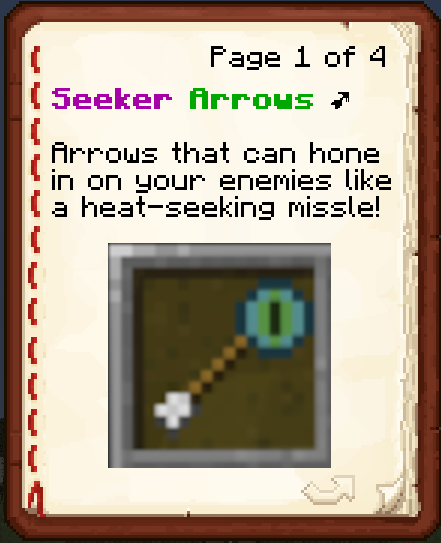 Page 1 of 4
Seeker Arrows ➶
Arrows that can hone
in on your enemies like
a heat-seeking missle!